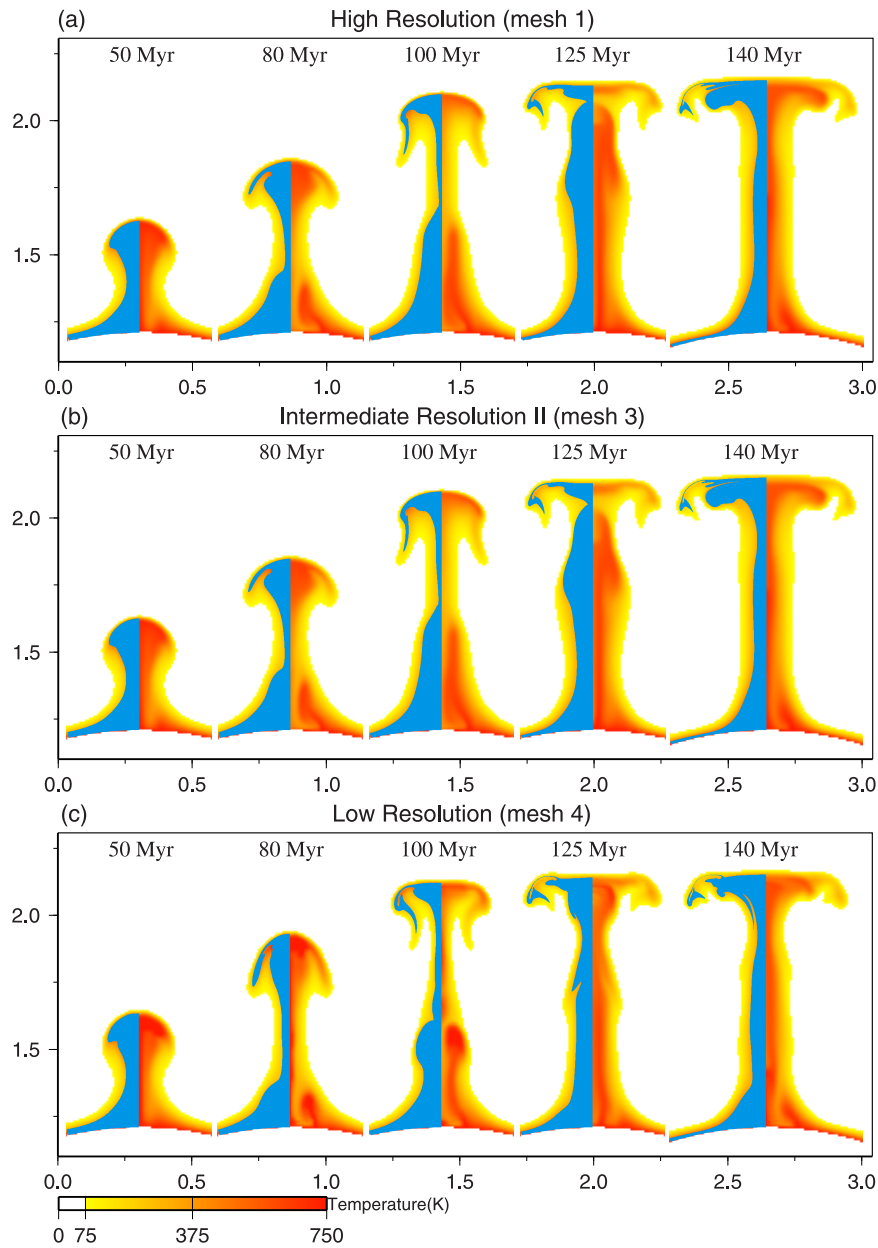 (a) High Resolution (mesh 1)
50 Myr 80 Myr 100 Myr 125 Myr 140 Myr
2.0
1.5
0.0 0.5 1.0 1.5 2.0 2.5 3.0
(b) Intermediate Resolution II (mesh 3)
50 Myr 80 Myr 100 Myr 125 Myr 140 Myr
2.0
1.5
0.0 0.5 1.0 1.5 2.0 2.5 3.0
(c) Low Resolution (mesh 4)
50 Myr 80 Myr 100 Myr 125 Myr 140 Myr
2.0
1.5
0.0 0.5 1.0 1.5 2.0 2.5 3.0
Temperature(K)
0 75 375 750